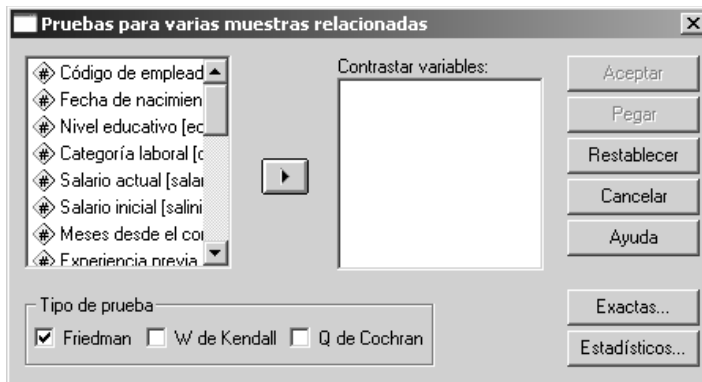 Pruebas para varias muestras relacionadas
Código de emplead
Fecha de nacimien
Nivel educativo [ec
Categoría laboral [c
Salario actual [salar
Salario inicial [salini
Meses desde el cor
Experiencia previa
Contrastar variables:
Aceptar
Pegar
Restablecer
Cancelar
Ayuda
Tipo de prueba
Friedman W de Kendall Q de Cochran
Exactas...
Estadísticos...